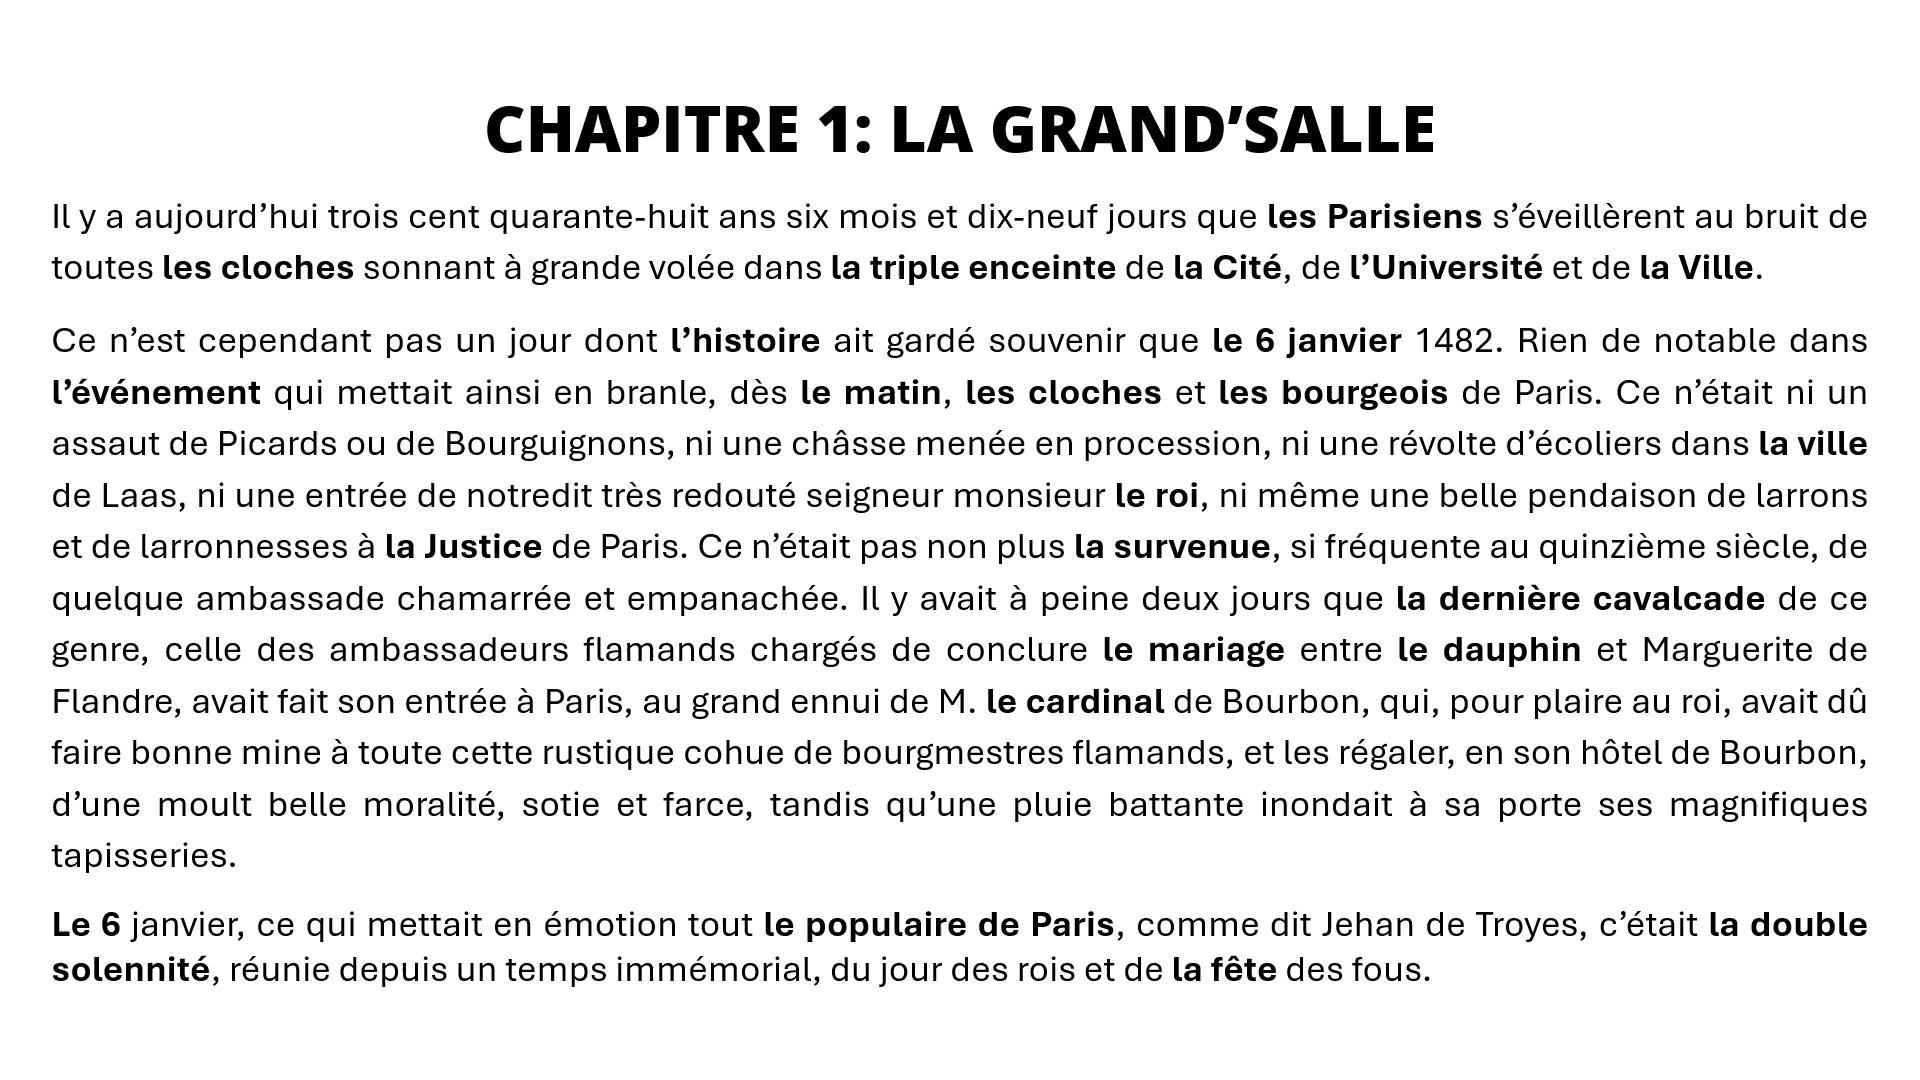 CHAPITRE 1: LA GRAND’SALLE
Il y a aujourd’hui trois cent quarante-huit ans six mois et dix-neuf jours que les Parisiens s’éveillèrent au bruit de
toutes les cloches sonnant à grande volée dans la triple enceinte de la Cité, de l’Université et de la Ville.
Ce n’est cependant pas un jour dont l’histoire ait gardé souvenir que le 6 janvier 1482. Rien de notable dans
l’événement qui mettait ainsi en branle, dès le matin, les cloches et les bourgeois de Paris. Ce n’était ni un
assaut de Picards ou de Bourguignons, ni une châsse menée en procession, ni une révolte d’écoliers dans la ville
de Laas, ni une entrée de notredit très redouté seigneur monsieur le roi, ni même une belle pendaison de larrons
et de larronnesses à la Justice de Paris. Ce n’était pas non plus la survenue, si fréquente au quinzième siècle, de
quelque ambassade chamarrée et empanachée. Il y avait à peine deux jours que la dernière cavalcade de ce
genre, celle des ambassadeurs flamands chargés de conclure le mariage entre le dauphin et Marguerite de
Flandre, avait fait son entrée à Paris, au grand ennui de M. le cardinal de Bourbon, qui, pour plaire au roi, avait dû
faire bonne mine à toute cette rustique cohue de bourgmestres flamands, et les régaler, en son hôtel de Bourbon,
d’une moult belle moralité, sotie et farce, tandis qu’une pluie battante inondait à sa porte ses magnifiques
tapisseries.
Le 6 janvier, ce qui mettait en émotion tout le populaire de Paris, comme dit Jehan de Troyes, c’était la double
solennité, réunie depuis un temps immémorial, du jour des rois et de la fête des fous.